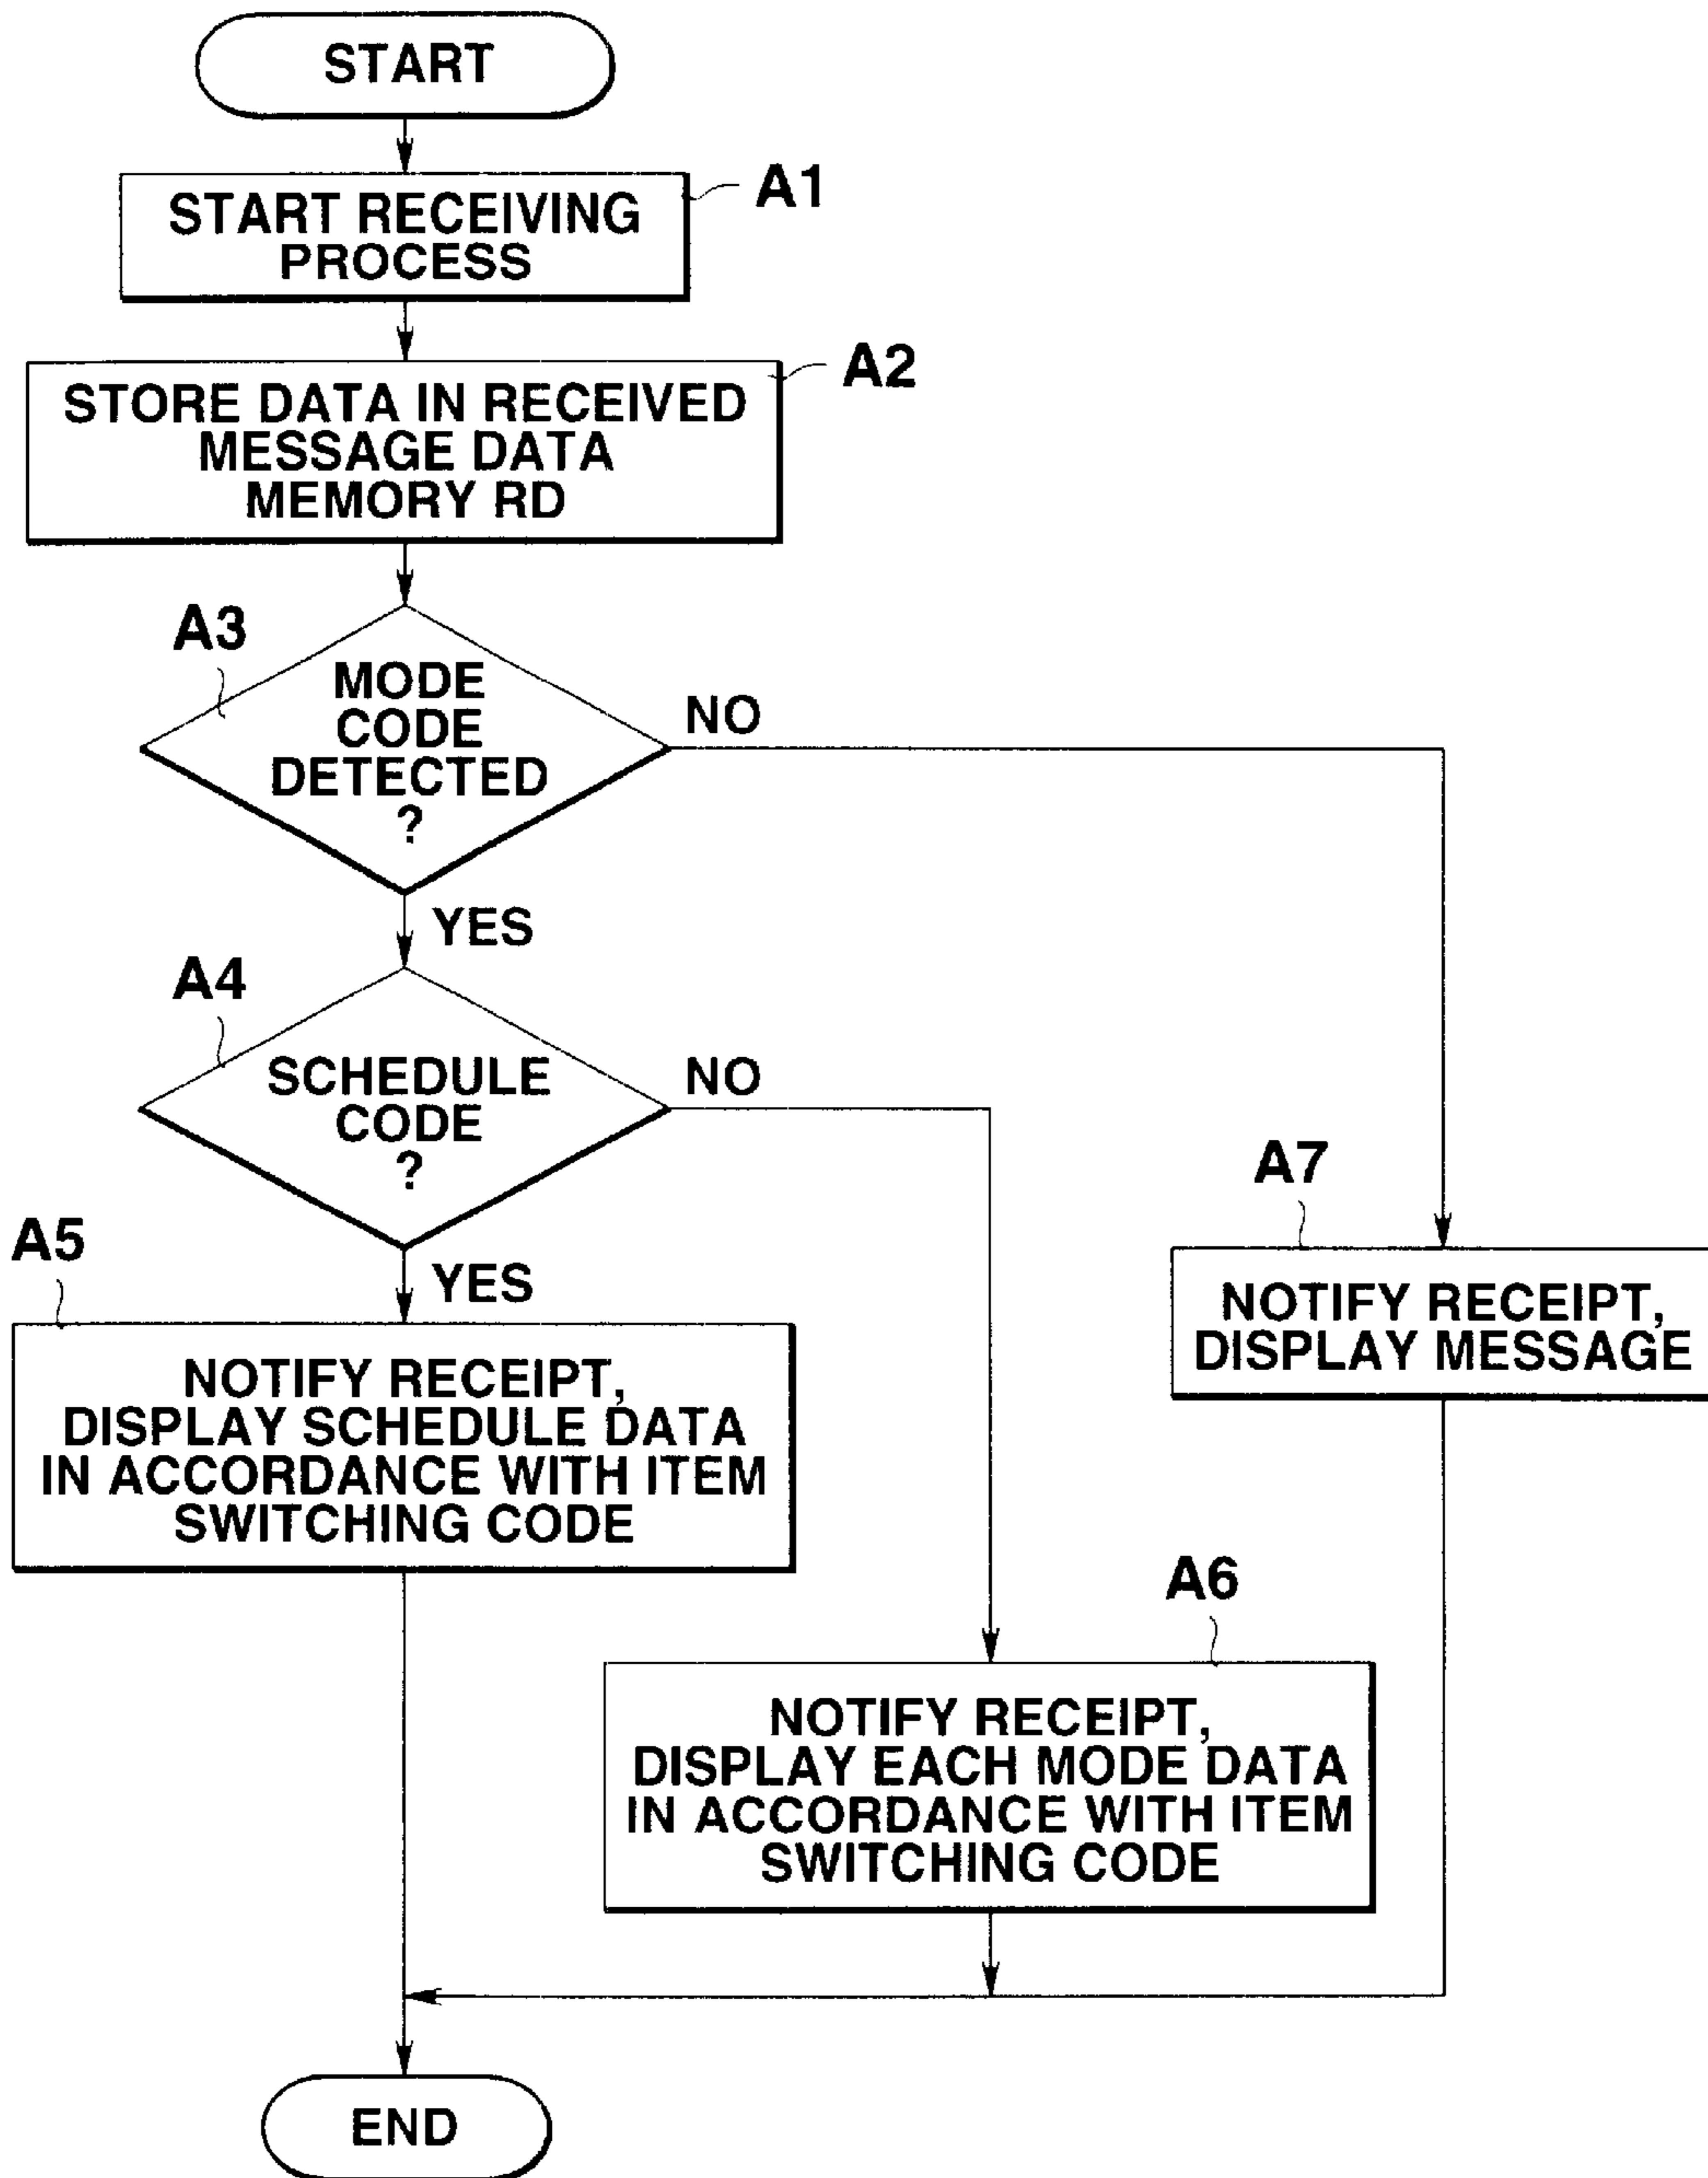 START
A1
START RECEIVING
PROCESS
A2
STORE DATA IN RECEIVED
MESSAGE DATA
MEMORY RD
A3
MODE
CODE
DETECTED
?
NO
YES
A4
SCHEDULE
CODE
?
NO
YES
A5
NOTIFY RECEIPT,
DISPLAY SCHEDULE DATA
IN ACCORDANCE WITH ITEM
SWITCHING CODE
A7
NOTIFY RECEIPT,
DISPLAY MESSAGE
A6
NOTIFY RECEIPT,
DISPLAY EACH MODE DATA
IN ACCORDANCE WITH ITEM
SWITCHING CODE
END